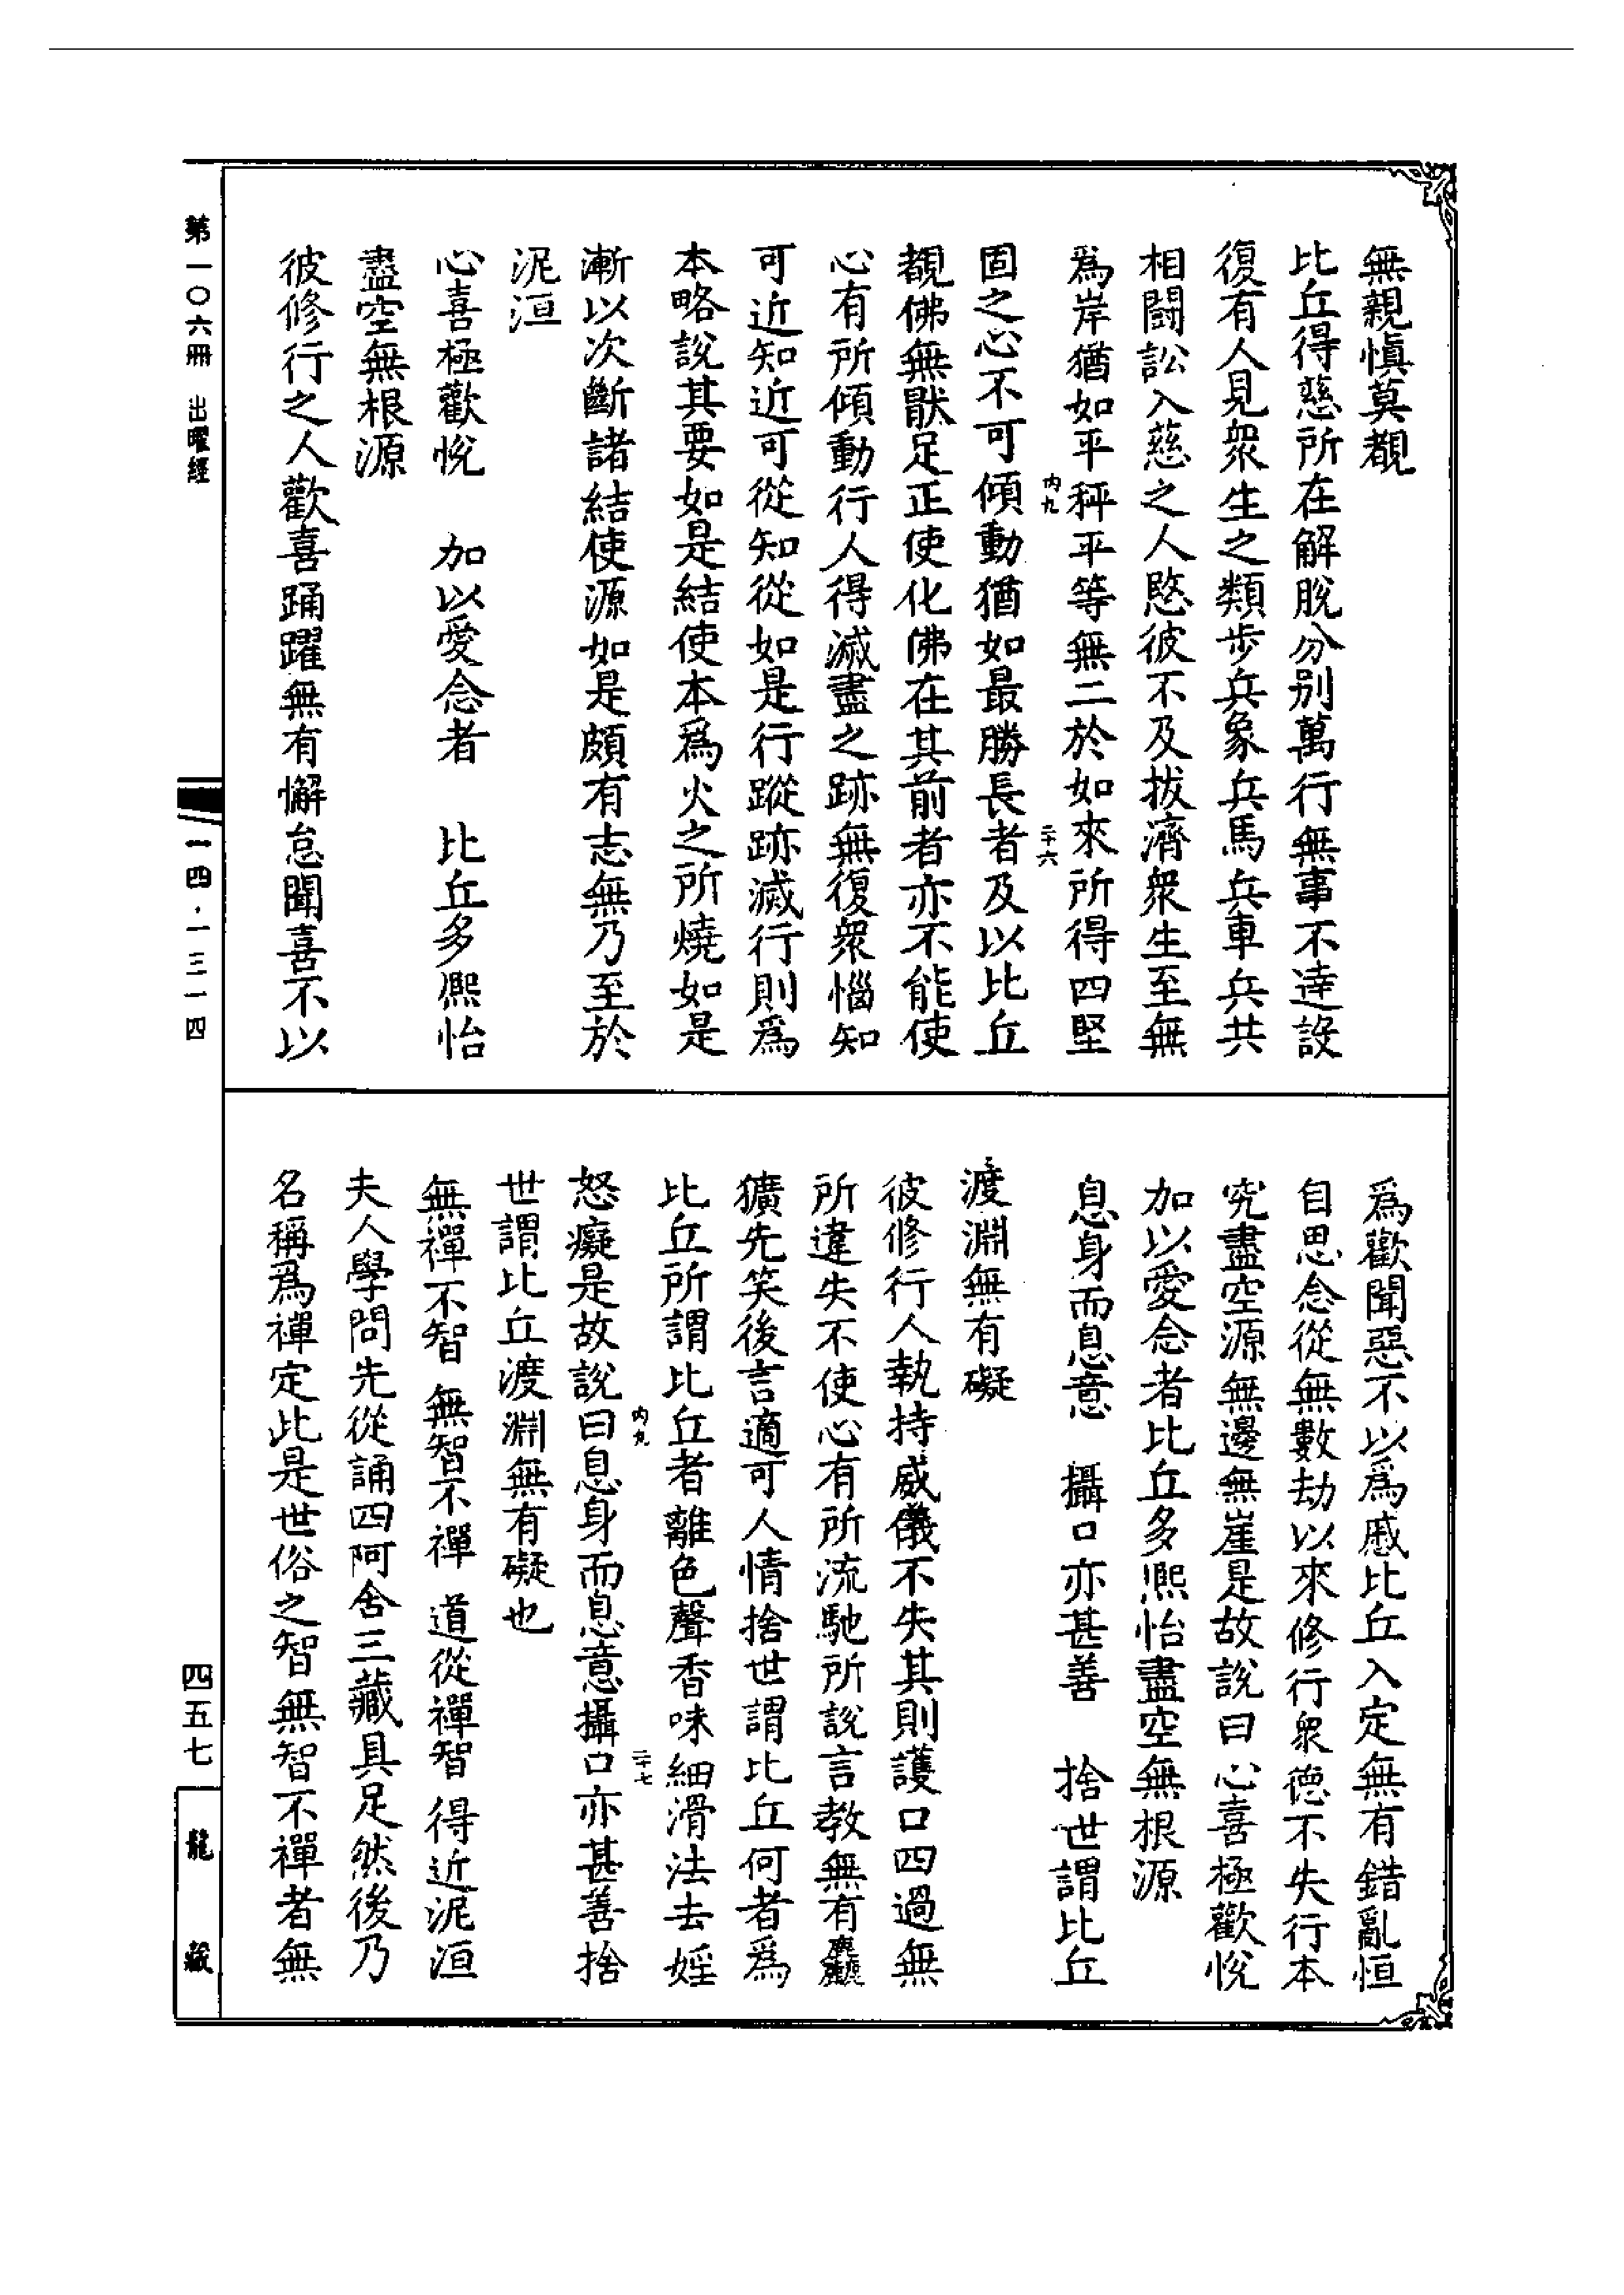 無親愼莫覩
比丘得慈所在解脫分别萬行無事不達設
復有人見衆生之類步兵象兵馬兵車兵共
相鬪訟入慈之人愍彼不及拔濟衆生至無
爲岸猶如平秤平等無二於如來所得四堅
内九
二十六
固之心不可傾動猶如最勝長者及以比丘
覩佛無猒足正使化佛在其前者亦不能使
心有所傾動行人得滅盡之跡無復衆惱知
可近知近可從知從如是行蹤跡滅行則爲
本略說其要如是結使本爲火之所燒如是
漸以次斷諸結使源如是頗有志無乃至於
泥洹
心喜極歡悅　加以愛念者　比丘多熈怡
盡空無根源
彼修行之人歡喜踊躍無有懈怠聞喜不以
爲歡聞惡不以爲慼比丘入定無有錯亂恒
自思念從無數劫以來修行衆德不失行本
究盡空源無邊無崖是故說曰心喜極歡悅
加以愛念者比丘多熈怡盡空無根源
息身而息意　攝口亦甚善　捨世謂比丘
渡淵無有礙
彼修行人執持威儀不失其則護口四過無
所違失不使心有所流馳所說言教無有麤
獷先笑後言適可人情捨世謂比丘何者爲
比丘所謂比丘者離色聲香味細滑法去婬
内九
二十七
怒癡是故說曰息身而息意攝口亦甚善捨
世謂比丘渡淵無有礙也
無禪不智　無智不禪　道從禪智　得近泥洹
夫人學問先從誦四阿含三藏具足然後乃
名稱爲禪定此是世俗之智無智不禪者無
第一〇六冊　出曜經
一四·一三一四
四五七
龍藏